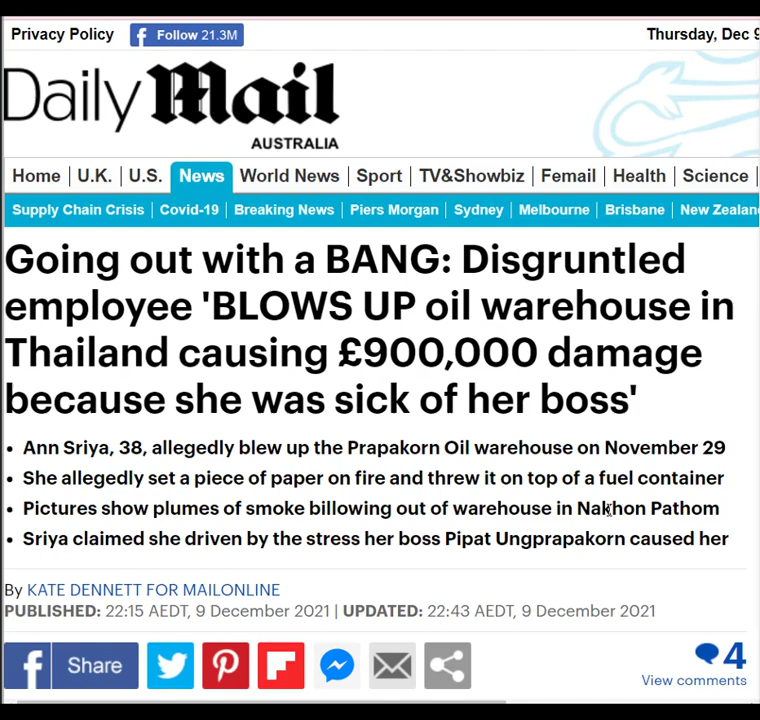 Privacy Policy Follow 21.3M Thursday, Dec 9
Daily Mail
AUSTRALIA
Home U.K. U.S. News World News Sport TV&Showbiz Femail Health Science
Supply Chain Crisis Covid-19 Breaking News Piers Morgan Sydney Melbourne Brisbane New Zealan
Going out with a BANG: Disgruntled
employee 'BLOWS UP oil warehouse in
Thailand causing £900,000 damage
because she was sick of her boss'
• Ann Sriya, 38, allegedly blew up the Prapakorn Oil warehouse on November 29
• She allegedly set a piece of paper on fire and threw it on top of a fuel container
• Pictures show plumes of smoke billowing out of warehouse in Nakhon Pathom
• Sriya claimed she driven by the stress her boss Pipat Ungprapakorn caused her
By KATE DENNETT FOR MAILONLINE
PUBLISHED: 22:15 AEDT, 9 December 2021 | UPDATED: 22:43 AEDT, 9 December 2021
Share 4
View comments